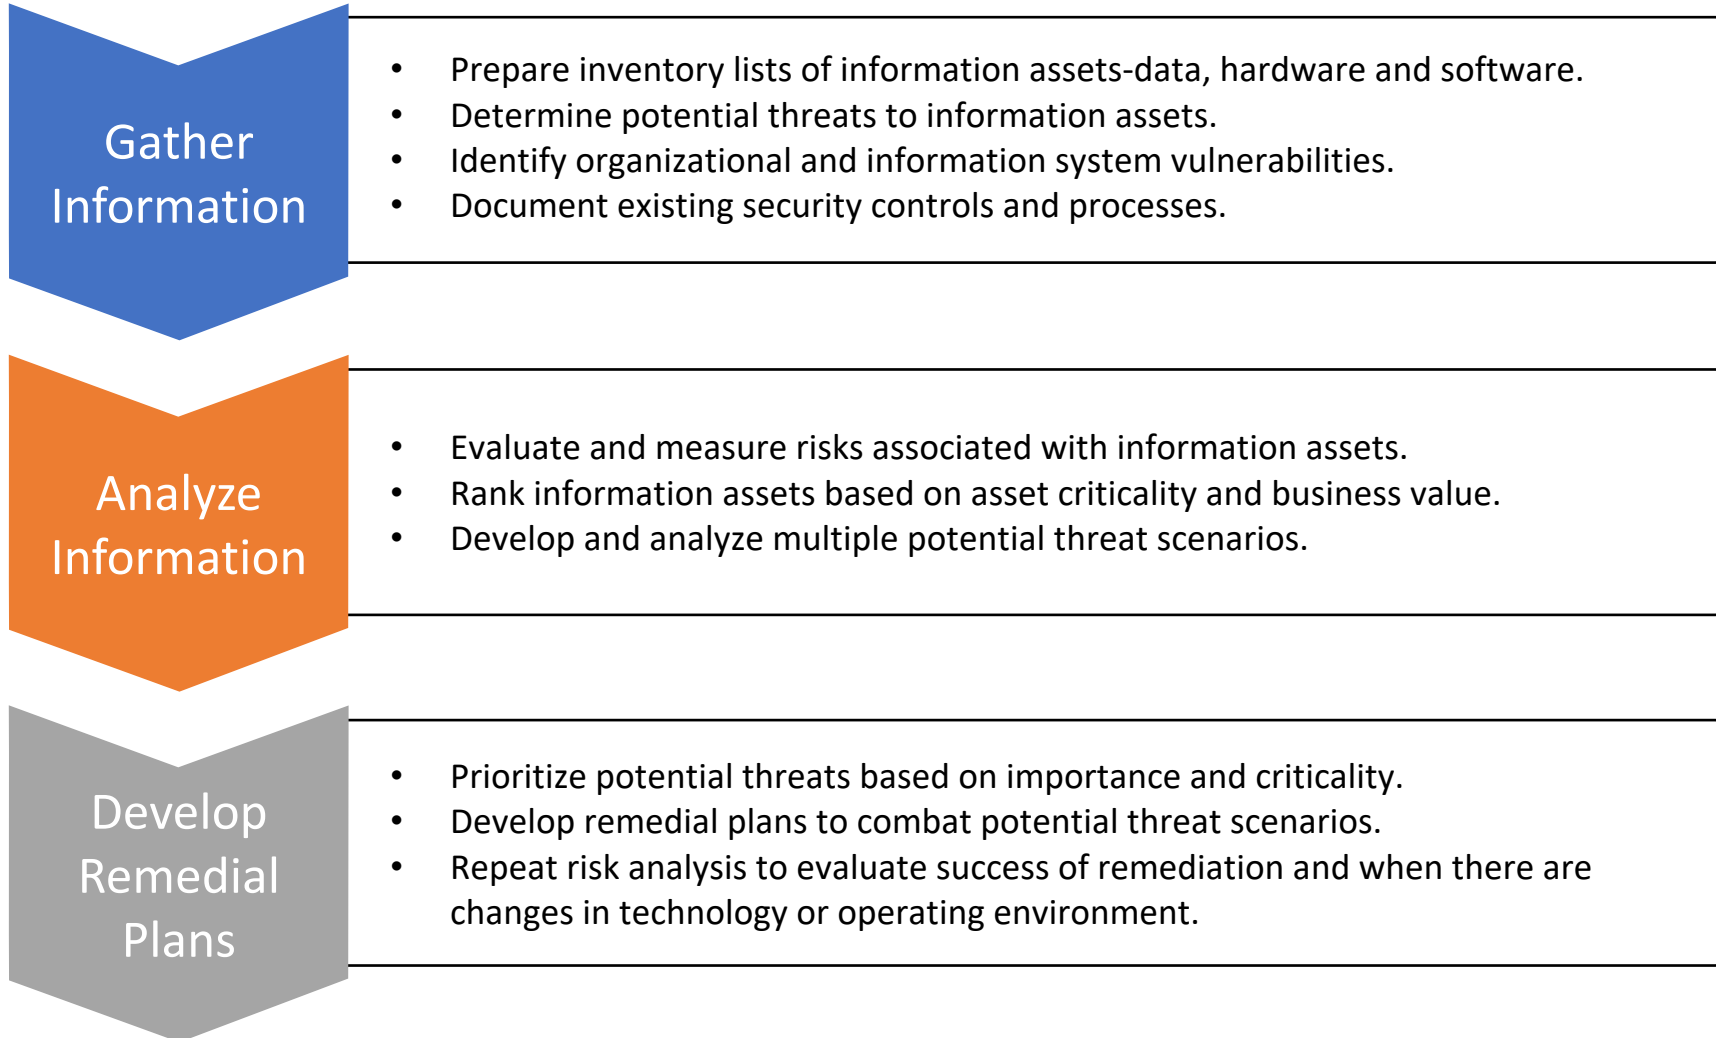 Gather
Information
• Prepare inventory lists of information assets-data, hardware and software.
• Determine potential threats to information assets.
• Identify organizational and information system vulnerabilities.
• Document existing security controls and processes.
Analyze
Information
• Evaluate and measure risks associated with information assets.
• Rank information assets based on asset criticality and business value.
• Develop and analyze multiple potential threat scenarios.
Develop
Remedial
Plans
• Prioritize potential threats based on importance and criticality.
• Develop remedial plans to combat potential threat scenarios.
• Repeat risk analysis to evaluate success of remediation and when there are
changes in technology or operating environment.